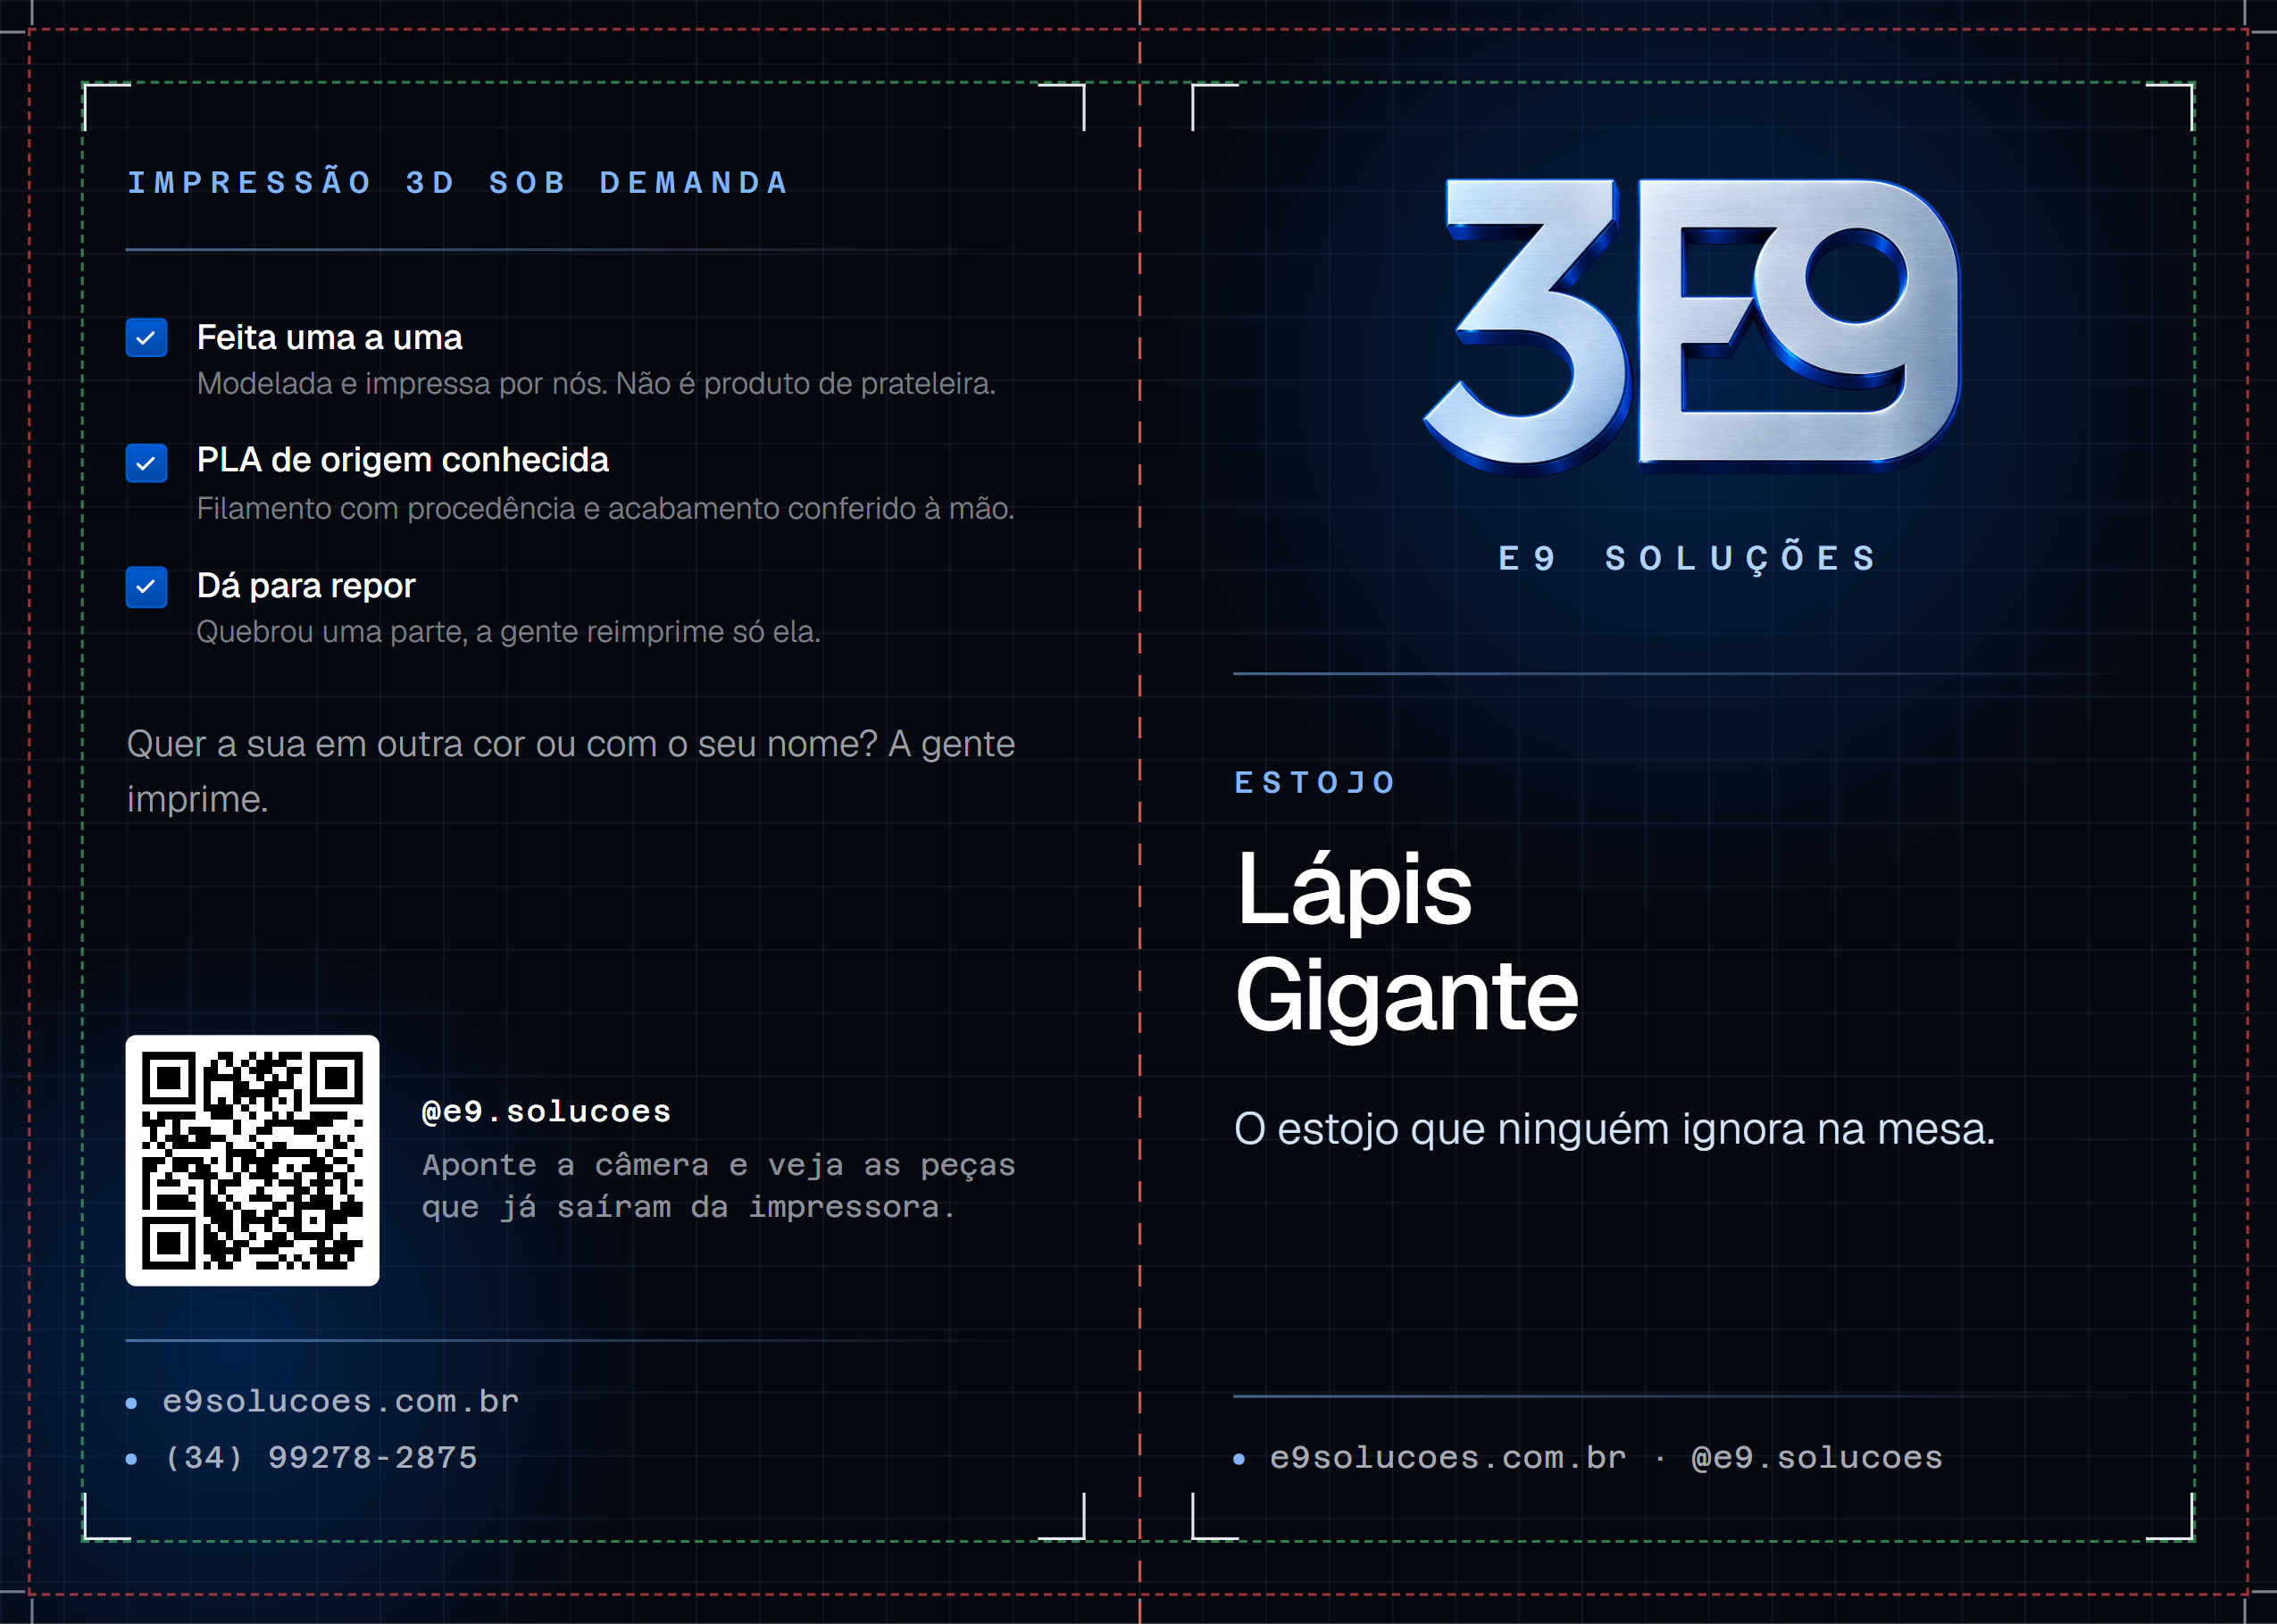 IMPRESSÃO 3D SOB DEMANDA
Feita uma a uma
Modelada e impressa por nós. Não é produto de prateleira.
PLA de origem conhecida
Filamento com procedência e acabamento conferido à mão.
Dá para repor
Quebrou uma parte, a gente reimprime só ela.
Quer a sua em outra cor ou com o seu nome? A gente
imprime.
@e9.solucoes
Aponte a câmera e veja as peças
que já saíram da impressora.
e9solucoes.com.br
(34) 99278-2875
3E9
E9 SOLUÇÕES
ESTOJO
Lápis
Gigante
O estojo que ninguém ignora na mesa.
e9solucoes.com.br · @e9.solucoes